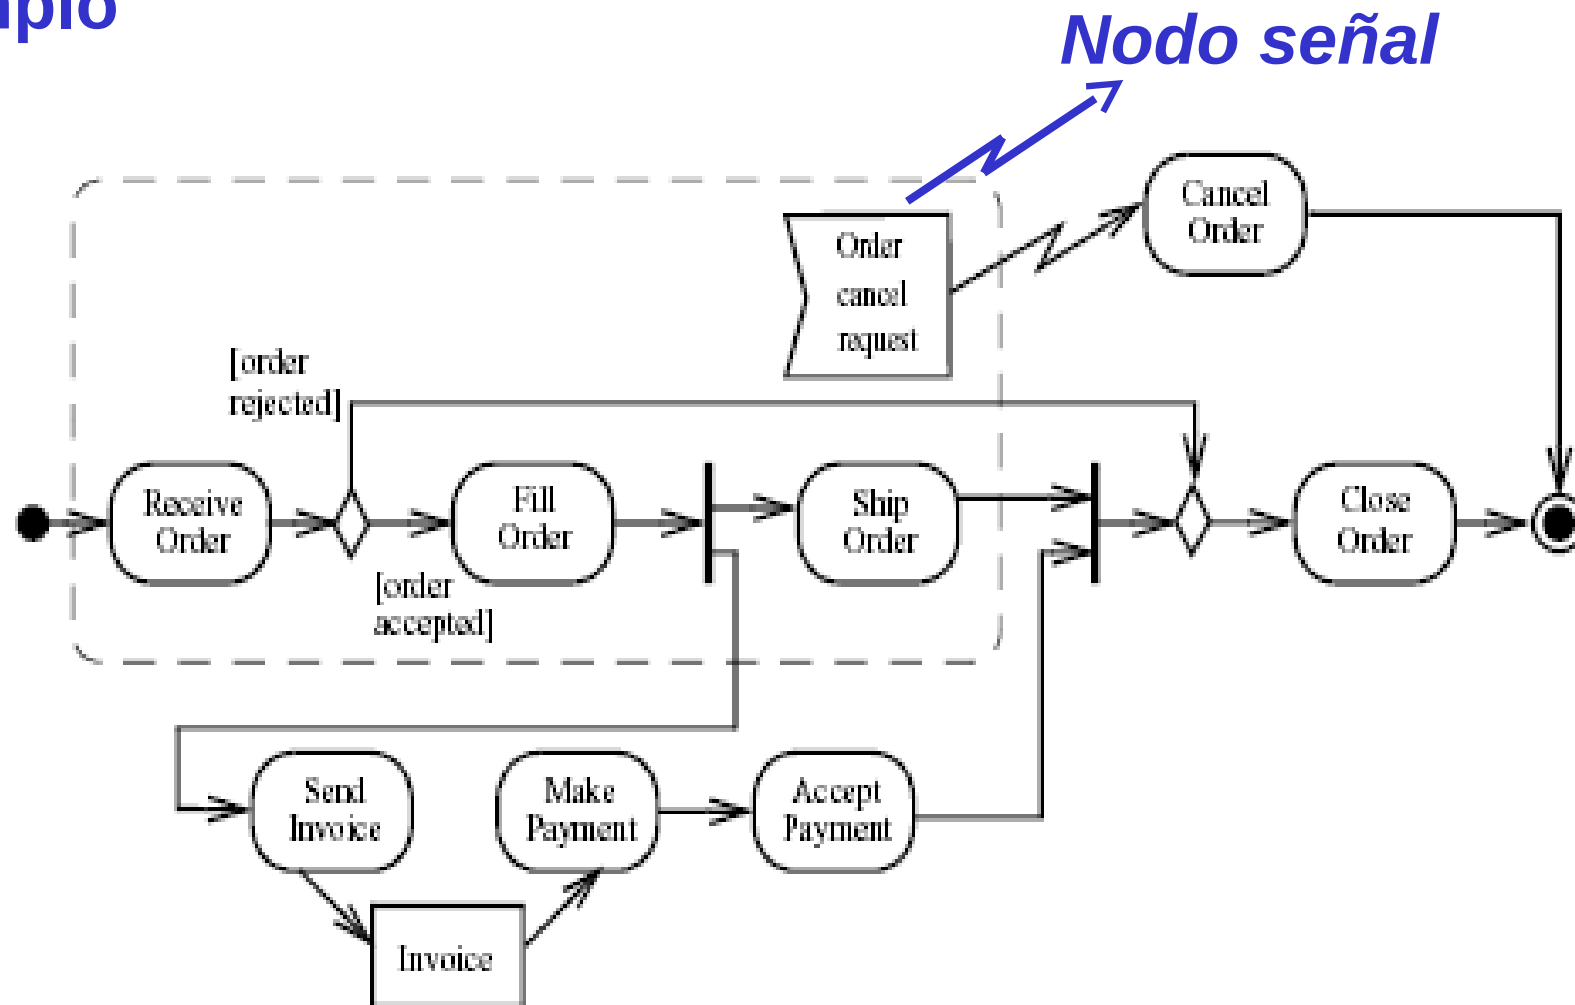 Nodo señal
Cancel
Order
Order
cancel
request
[order
rejected]
Receive
Order
Fill
Order
Ship
Order
Close
Order
[order
accepted]
Send
Invoice
Make
Payment
Accept
Payment
Invoice